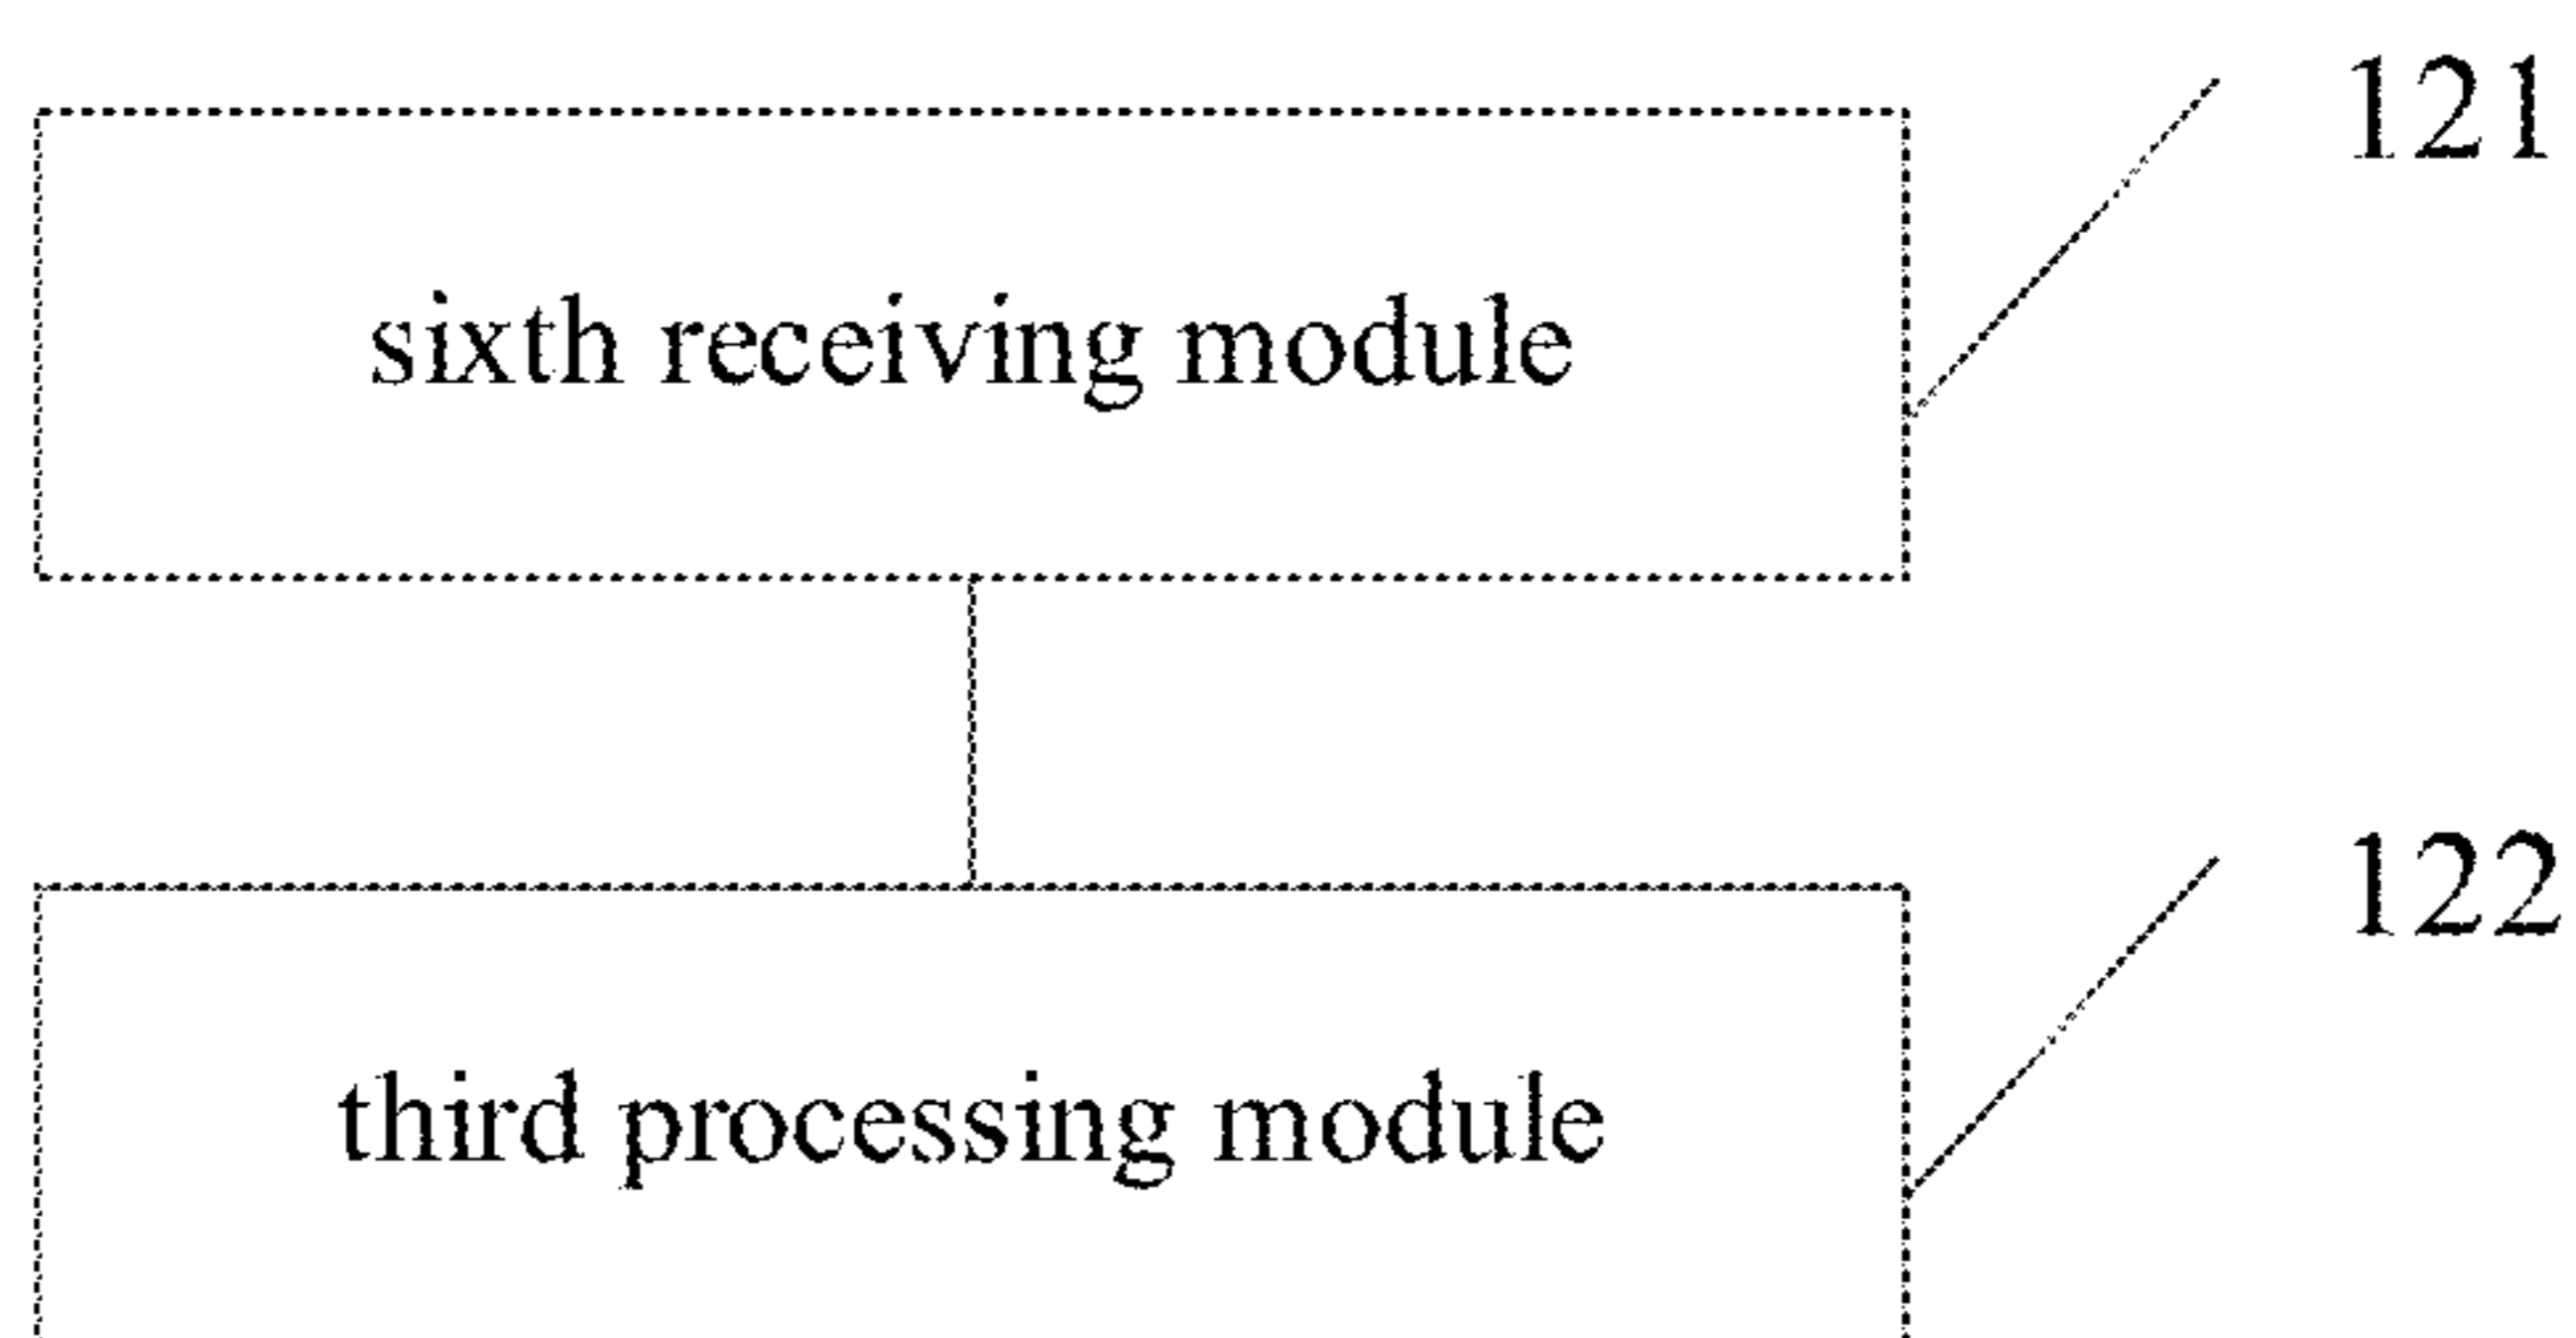 121
sixth receiving module
122
third processing module